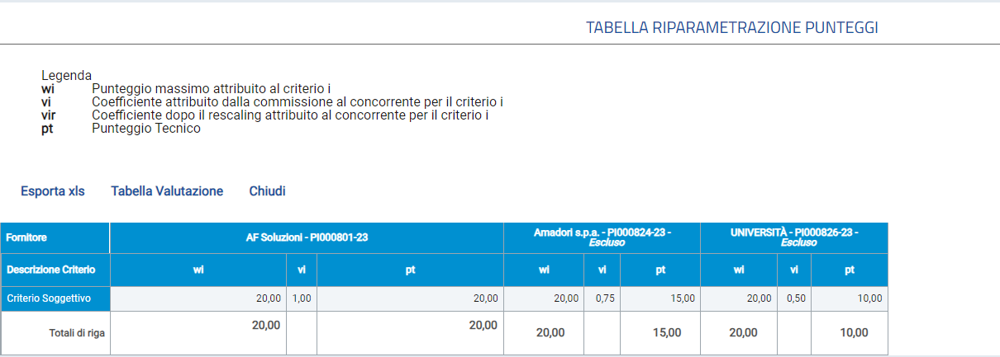 TABELLA RIPARAMETRAZIONE PUNTEGGI
Legenda
wi Punteggio massimo attribuito al criterio i
vi Coefficiente attribuito dalla commissione al concorrente per il criterio i
vir Coefficiente dopo il rescaling attribuito al concorrente per il criterio i
pt Punteggio Tecnico
Esporta xls Tabella Valutazione Chiudi
Fornitore AF Soluzioni - PI000801-23 Amadori s.p.a. - PI000824-23 - Escluso UNIVERSITÀ - PI000826-23 - Escluso
Descrizione Criterio wi vi pt wi vi pt wi vi pt
Criterio Soggettivo 20,00 1,00 20,00 20,00 0,75 15,00 20,00 0,50 10,00
Totali di riga 20,00 20,00 20,00 15,00 20,00 10,00